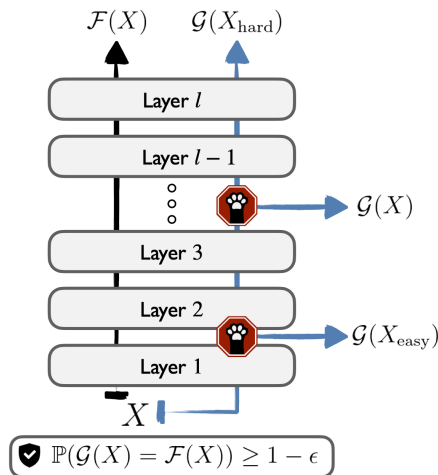 𝓕(X) 𝓖(X_hard)
Layer l
Layer l − 1
𝓖(X)
Layer 3
Layer 2
𝓖(X_easy)
Layer 1
X
ℙ(𝓖(X) = 𝓕(X)) ≥ 1 − ϵ